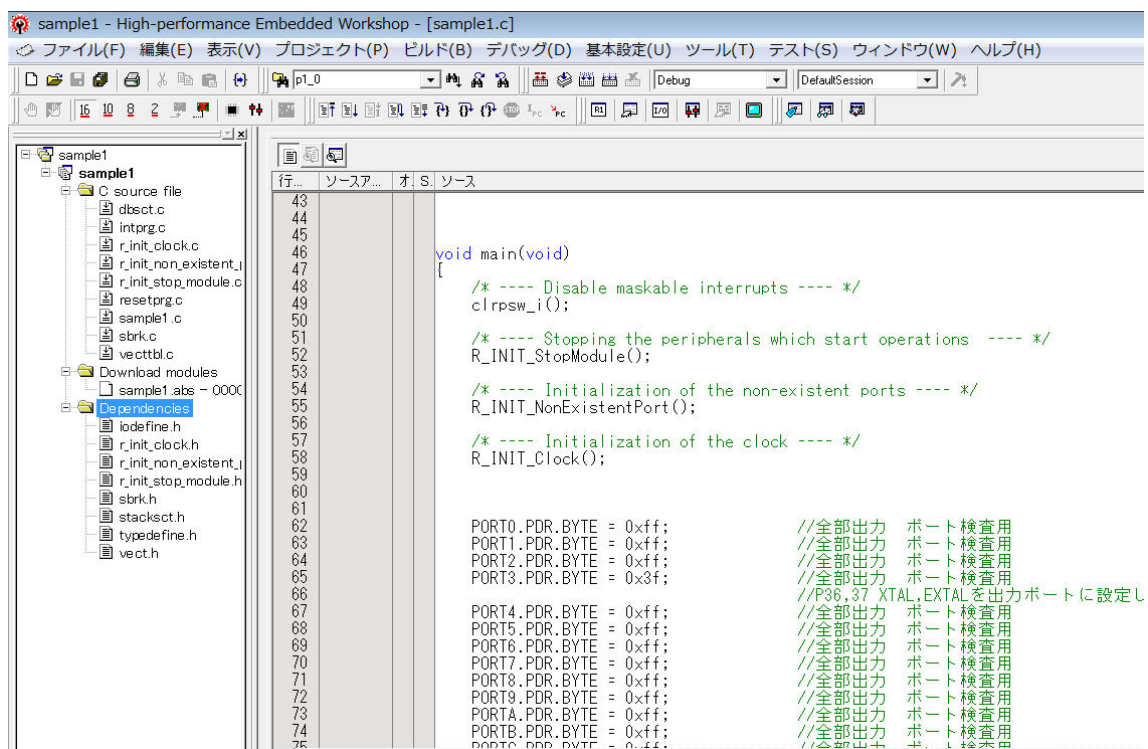 sample1 - High-performance Embedded Workshop - [sample1.c]
ファイル(F) 編集(E) 表示(V) プロジェクト(P) ビルド(B) デバッグ(D) 基本設定(U) ツール(T) テスト(S) ウィンドウ(W) ヘルプ(H)
p1_0 Debug DefaultSession
16 10 8 2
sample1
sample1
C source file
dbsct.c
intprg.c
r_init_clock.c
r_init_non_existent_
r_init_stop_module.c
resetprg.c
sample1.c
sbrk.c
vecttbl.c
Download modules
sample1.abs - 0000
Dependencies
iodefine.h
r_init_clock.h
r_init_non_existent_
r_init_stop_module.h
sbrk.h
stacksct.h
typedefine.h
vect.h
行... ソースア... オ. S. ソース
43
44
45
46 void main(void)
47 {
48 /* ---- Disable maskable interrupts ---- */
49 clrpsw_i();
50
51 /* ---- Stopping the peripherals which start operations ---- */
52 R_INIT_StopModule();
53
54 /* ---- Initialization of the non-existent ports ---- */
55 R_INIT_NonExistentPort();
56
57 /* ---- Initialization of the clock ---- */
58 R_INIT_Clock();
59
60
61
62 PORT0.PDR.BYTE = 0xff; //全部出力 ポート検査用
63 PORT1.PDR.BYTE = 0xff; //全部出力 ポート検査用
64 PORT2.PDR.BYTE = 0xff; //全部出力 ポート検査用
65 PORT3.PDR.BYTE = 0x3f; //全部出力 ポート検査用
66 //P36,37 XTAL,EXTALを出力ポートに設定し
67 PORT4.PDR.BYTE = 0xff; //全部出力 ポート検査用
68 PORT5.PDR.BYTE = 0xff; //全部出力 ポート検査用
69 PORT6.PDR.BYTE = 0xff; //全部出力 ポート検査用
70 PORT7.PDR.BYTE = 0xff; //全部出力 ポート検査用
71 PORT8.PDR.BYTE = 0xff; //全部出力 ポート検査用
72 PORT9.PDR.BYTE = 0xff; //全部出力 ポート検査用
73 PORTA.PDR.BYTE = 0xff; //全部出力 ポート検査用
74 PORTB.PDR.BYTE = 0xff; //全部出力 ポート検査用